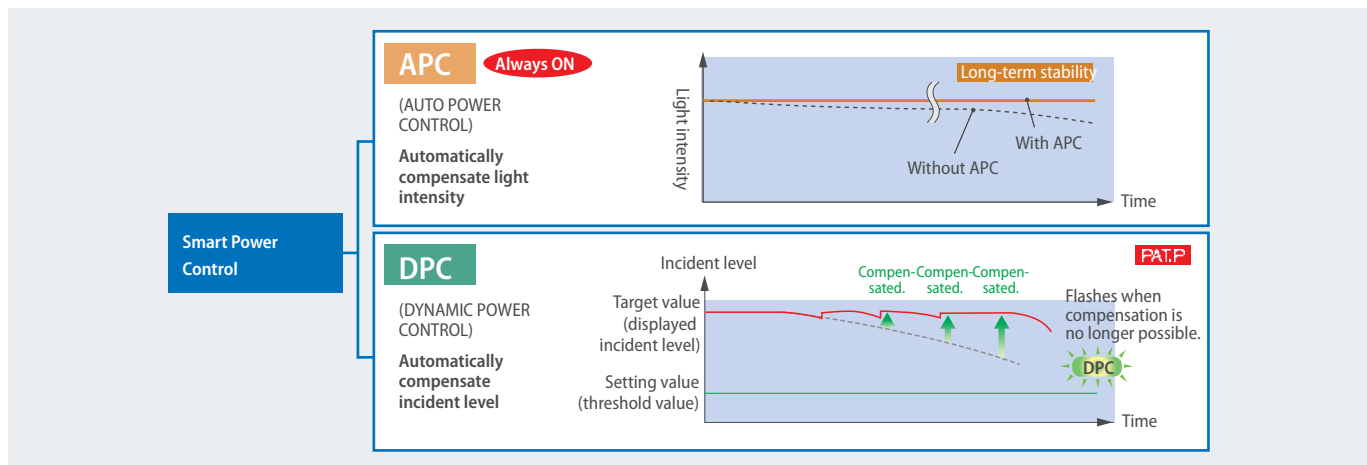 Smart Power
Control
APC
Always ON
(AUTO POWER
CONTROL)
Automatically
compensate light
intensity
Light intensity
Long-term stability
With APC
Without APC
Time
DPC
(DYNAMIC POWER
CONTROL)
Automatically
compensate
incident level
PAT.P
Incident level
Target value
(displayed
incident level)
Setting value
(threshold value)
Compen-
sated.
Compen-
sated.
Compen-
sated.
Flashes when
compensation is
no longer possible.
DPC
Time